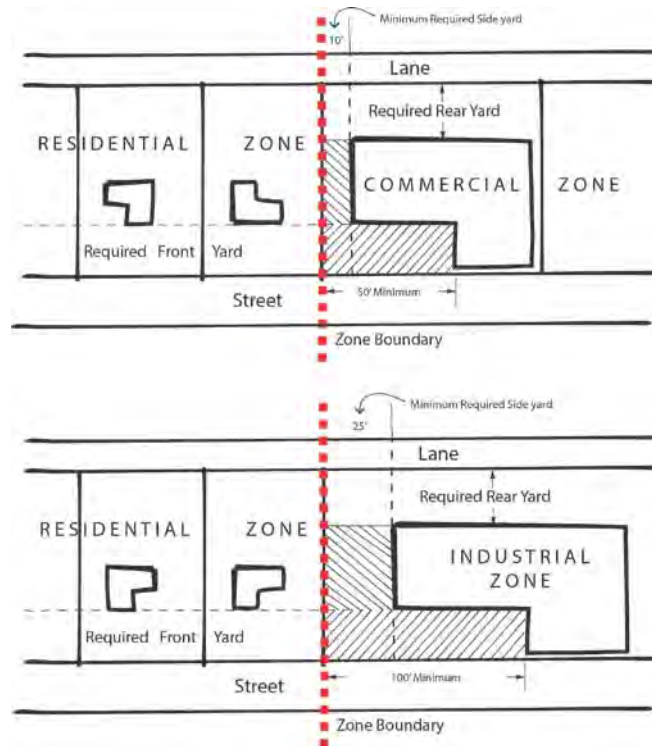 Minimum Required Side yard
10'
Lane
Required Rear Yard
RESIDENTIAL ZONE
COMMERCIAL ZONE
Required Front Yard
50' Minimum
Street
Zone Boundary
Minimum Required Side yard
25'
Lane
Required Rear Yard
RESIDENTIAL ZONE
INDUSTRIAL
ZONE
Required Front Yard
100' Minimum
Street
Zone Boundary